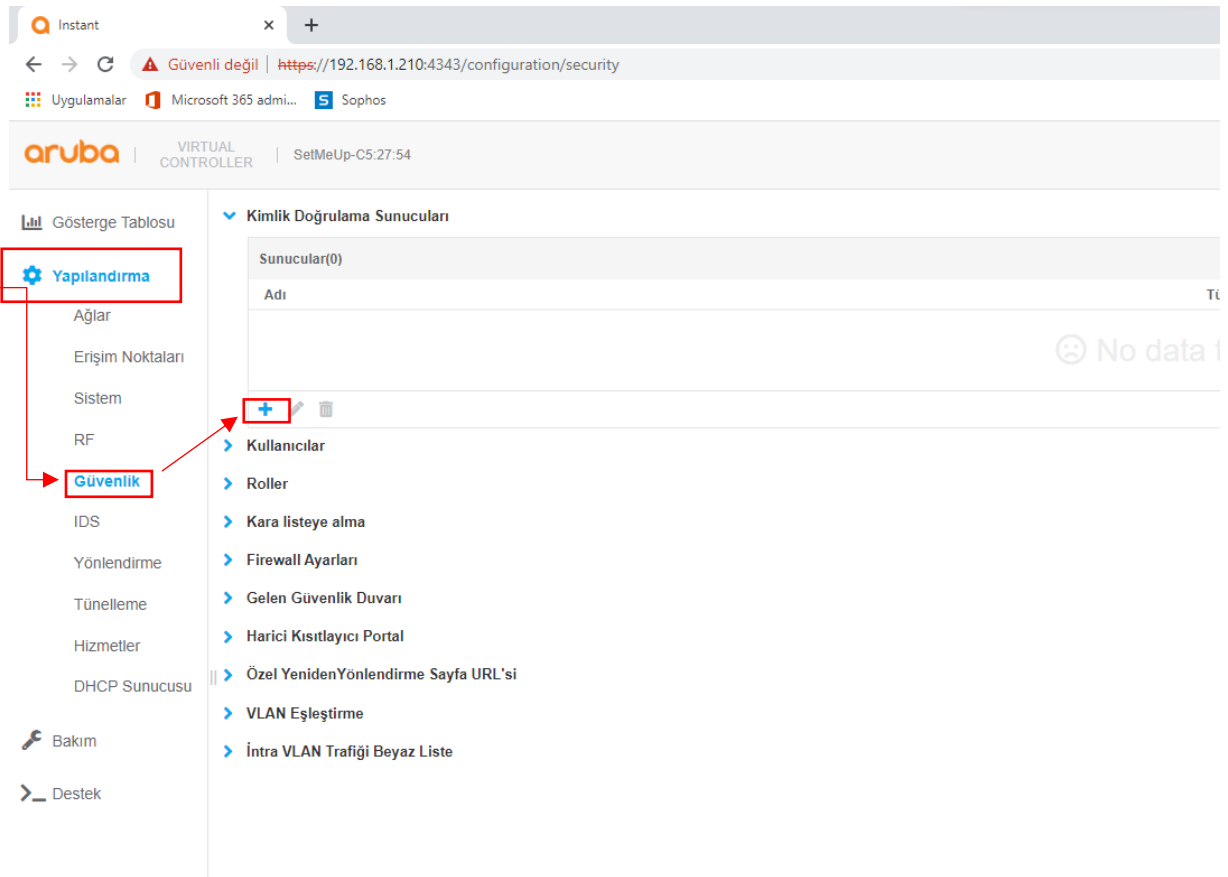 Instant
Güvenli değil | https://192.168.1.210:4343/configuration/security
Uygulamalar Microsoft 365 admi... Sophos
aruba VIRTUAL CONTROLLER SetMeUp-C5:27:54
Gösterge Tablosu
Yapılandırma
Ağlar
Erişim Noktaları
Sistem
RF
Güvenlik
IDS
Yönlendirme
Tünelleme
Hizmetler
DHCP Sunucusu
Bakım
Destek
Kimlik Doğrulama Sunucuları
Sunucular(0)
Adı Tü
No data f
Kullanıcılar
Roller
Kara listeye alma
Firewall Ayarları
Gelen Güvenlik Duvarı
Harici Kısıtlayıcı Portal
Özel YenidenYönlendirme Sayfa URL'si
VLAN Eşleştirme
İntra VLAN Trafiği Beyaz Liste